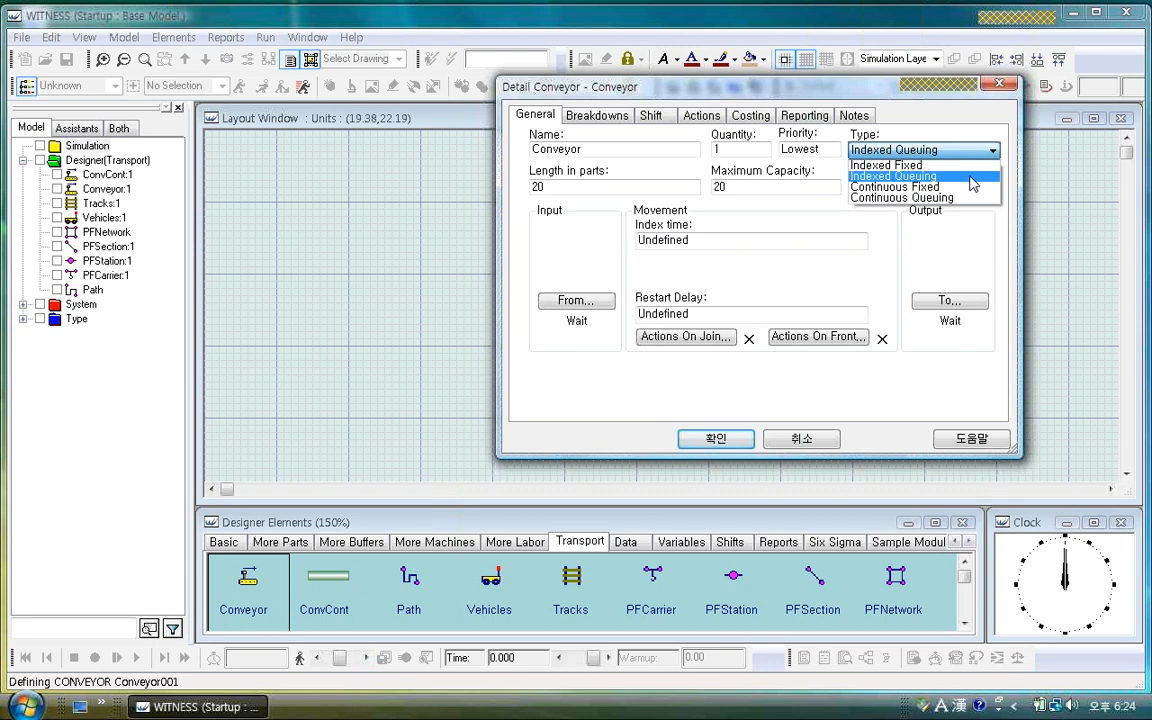 WITNESS (Startup : Base Model.)
File Edit View Model Elements Reports Run Window Help
Select Drawing
Simulation Laye
Unknown
No Selection
Model Assistants Both
Simulation
Designer(Transport)
ConvCont:1
Conveyor:1
Tracks:1
Vehicles:1
PFNetwork
PFSection:1
PFStation:1
PFCarrier:1
Path
System
Type
Layout Window : Units : (19.38,22.19)
Detail Conveyor - Conveyor
General Breakdowns Shift Actions Costing Reporting Notes
Name: Quantity: Priority: Type:
Conveyor 1 Lowest Indexed Queuing
Indexed Fixed
Indexed Queuing
Continuous Fixed
Continuous Queuing
Length in parts: Maximum Capacity:
20 20
Input Movement Output
Index time:
Undefined
From... Restart Delay: To...
Wait Undefined Wait
Actions On Join... Actions On Front...
확인 취소 도움말
Designer Elements (150%)
Basic More Parts More Buffers More Machines More Labor Transport Data Variables Shifts Reports Six Sigma Sample Modul
Conveyor ConvCont Path Vehicles Tracks PFCarrier PFStation PFSection PFNetwork
Clock
Time: 0.000 Warmup: 0.00
Defining CONVEYOR Conveyor001
WITNESS (Startup : ...
A 漢 오후 6:24